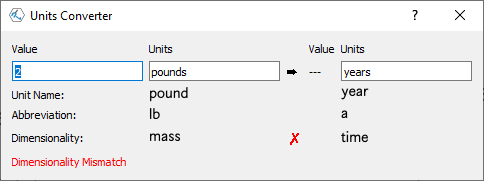 Units Converter ? ×
Value Units Value Units
2 pounds ➡ --- years
Unit Name: pound year
Abbreviation: lb a
Dimensionality: mass ✗ time
Dimensionality Mismatch